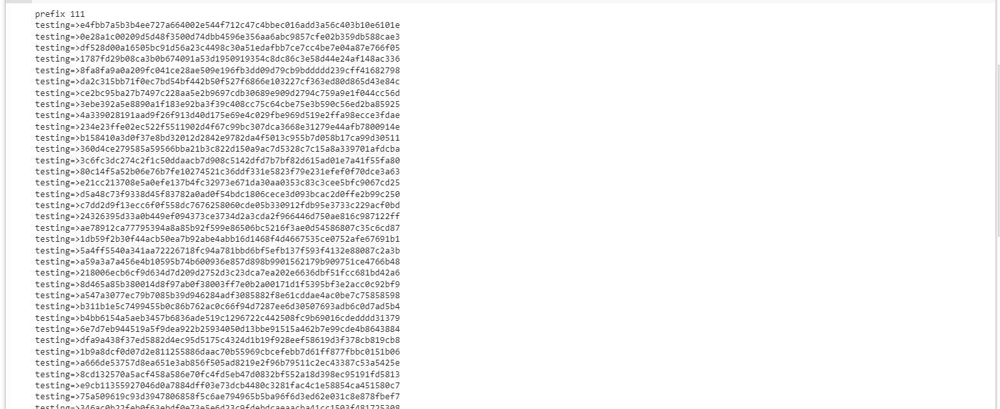 prefix 111
testing=>e4fbb7a5b3b4ee727a664002e544f712c47c4bbec016add3a56c403b10e6101e
testing=>0e28a1c00209d5d48f3500d74dbb4596e356aa6abc9857cfe02b359db588cae3
testing=>df528d00a16505bc91d56a23c4498c30a51edafbb7ce7cc4be7e04a87e766f05
testing=>1787fd29b08ca3b0b674091a53d1950919354c8dc86c3e58d44e24af148ac336
testing=>8fa8fa9a0a209fc041ce28ae509e196fb3dd09d79cb9bddddd239cff41682798
testing=>da2c315bb71f0ec7bd54bf442b50f527f6866e103227cf363ed80d865d43e84c
testing=>ce2bc95ba27b7497c228aa5e2b9697cdb30689e909d2794c759a9e1f044cc56d
testing=>3ebe392a5e8890a1f183e92ba3f39c408cc75c64cbe75e3b590c56ed2ba85925
testing=>4a339028191aad9f26f913d40d175e69e4c029fbe969d519e2ffa98ecce3fdae
testing=>234e23ffe02ec522f5511902d4f67c99bc307dca3668e31279e44afb7800914e
testing=>b158410a3d0f37e8bd32012d2842e9782da4f5013c955b7d058b17ca99d30511
testing=>360d4ce279585a59566bba21b3c822d150a9ac7d5328c7c15a8a339701afdcba
testing=>3c6fc3dc274c2f1c50ddaacb7d908c5142dfd7b7bf82d615ad01e7a41f55fa80
testing=>80c14f5a52b06e76b7fe10274521c36ddf331e5823f79e231efef0f70dce3a63
testing=>e21cc213708e5a0efe137b4fc32973e671da30aa0353c83c3cee5bfc9067cd25
testing=>d5a48c73f9338d45f83782a0ad0f54bdc1806cece3d093bcac2d0ffe2b99c250
testing=>c7dd2d9f13ecc6f0f558dc7676258060cde05b330912fdb95e3733c229acf0bd
testing=>24326395d33a0b449ef094373ce3734d2a3cda2f966446d750ae816c987122ff
testing=>ae78912ca77795394a8a85b92f599e86506bc5216f3ae0d54586807c35c6cd87
testing=>1db59f2b30f44acb50ea7b92abe4abb16d1468f4d4667535ce0752afe67691b1
testing=>5a4ff5540a341aa72226718fc94a781bbd6bf5efb137f593f4132e88087c2a3b
testing=>a59a3a7a456e4b10595b74b600936e857d898b9901562179b909751ce4766b48
testing=>218006ecb6cf9d634d7d209d2752d3c23dca7ea202e6636dbf51fcc681bd42a6
testing=>8d465a85b380014d8f97ab0f38003ff7e0b2a00171d1f5395bf3e2acc0c92bf9
testing=>a547a3077ec79b7085b39d946284adf3085882f8e61cddae4ac0be7c75858598
testing=>b311b1e5c7499455b0c86b762ac0c66f94d7287ee6d30507693adb6c0d7ad5b4
testing=>b4bb6154a5aeb3457b6836ade519c1296722c442508fc9b69016cdedddd31379
testing=>6e7d7eb944519a5f9dea922b25934050d13bbe91515a462b7e99cde4b8643884
testing=>dfa9a438f37ed5882d4ec95d5175c4324d1b19f928eef58619d3f378cb819cb8
testing=>1b9a8dcf0d07d2e811255886daac70b55969cbcefebb7d61ff877fbbc0151b06
testing=>a666de53757d8ea651e3ab856f505ad8219e2f96b79511c2ec43387c53a5425e
testing=>8cd132570a5acf458a586e70fc4fd5eb47d0832bf552a18d398ec95191fd5813
testing=>e9cb11355927046d0a7884dff03e73dcb4480c3281fac4c1e58854ca451580c7
testing=>75a509619c93d3947806858f5c6ae794965b5ba96f6d3ed62e031c8e878fbef7